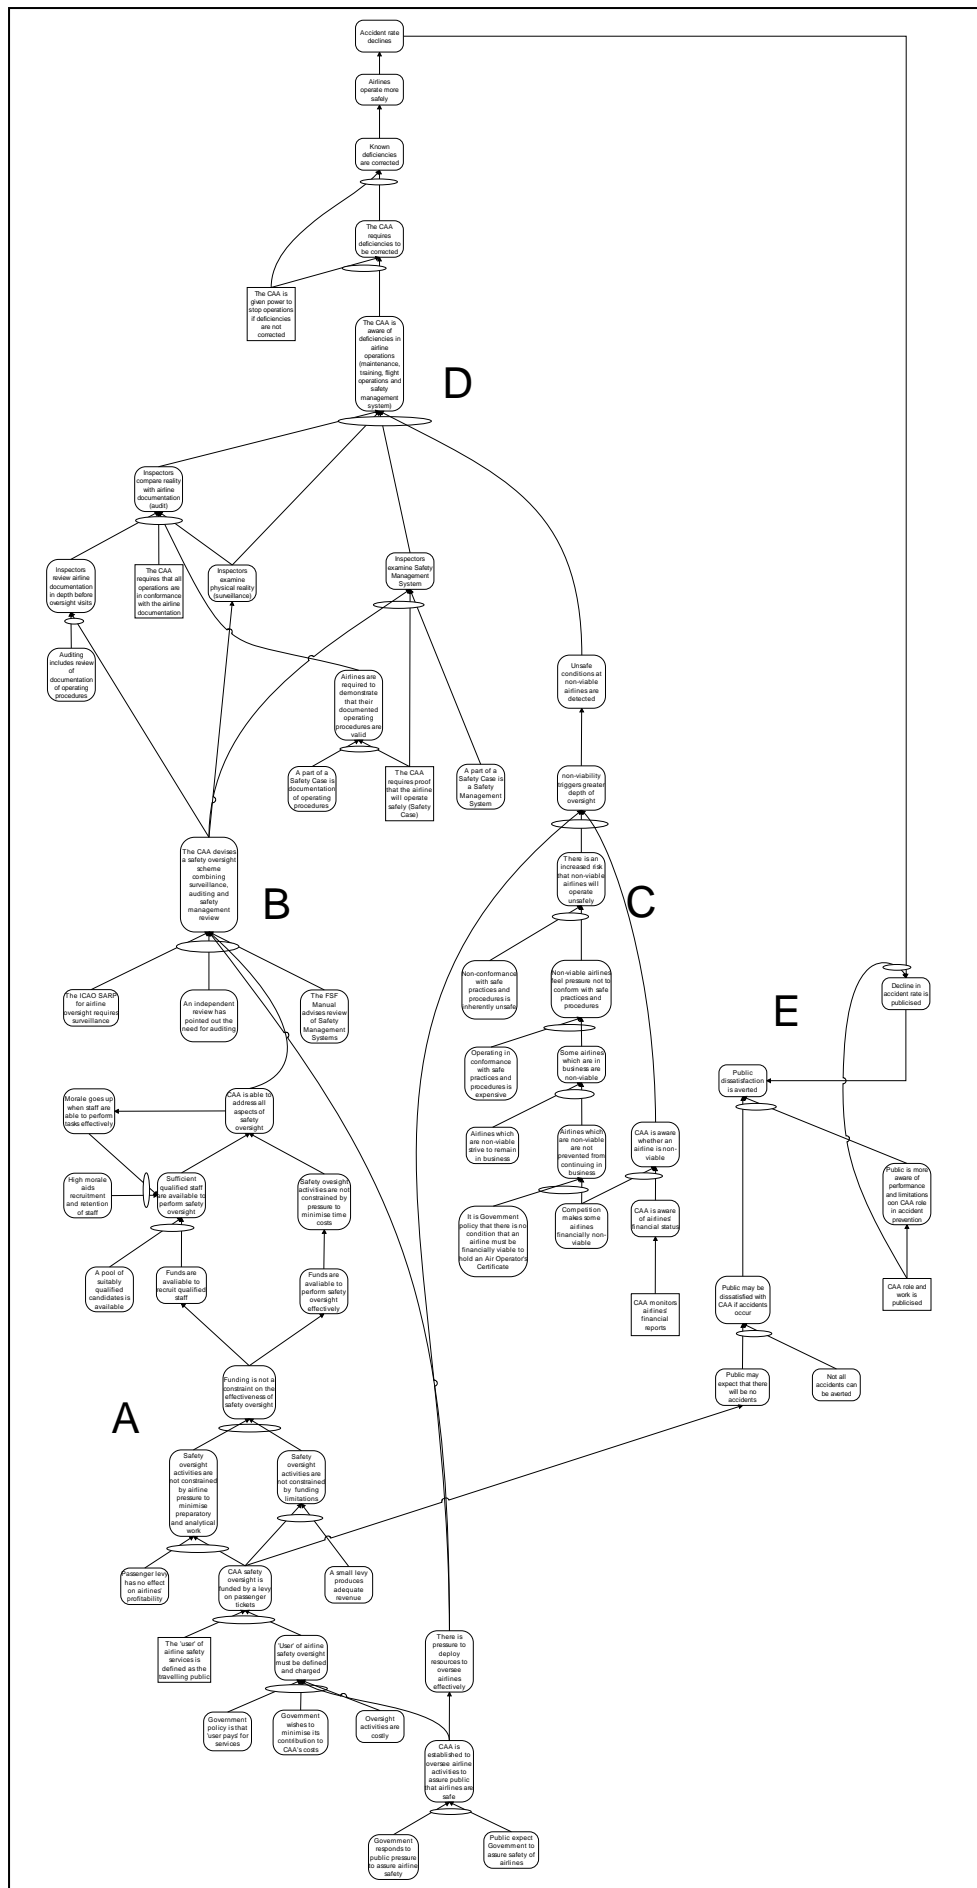 Accident rate
declines
Airlines
operate more
safely
Known
deficiencies
are corrected
The CAA
requires
deficiencies to
be corrected
The CAA is
given power to
stop operations
if deficiencies
are not
corrected
The CAA is
aware of
deficiencies in
airline
operations
(maintenance,
training, flight
operations and
safety
management
system)
D
Inspectors
compare reality
with airline
documentation
(audit)
Inspectors
review airline
documentation
in depth before
oversight visits
The CAA
requires that all
operations are
in conformance
with the airline
documentation
Inspectors
examine
physical reality
(surveillance)
Inspectors
examine Safety
Management
System
Auditing
includes review
of
documentation
of operating
procedures
Airlines are
required to
demonstrate
that their
documented
operating
procedures are
valid
Unsafe
conditions at
non-viable
airlines are
detected
A part of a
Safety Case is
documentation
of operating
procedures
The CAA
requires proof
that the airline
will operate
safely (Safety
Case)
A part of a
Safety Case is
a Safety
Management
System
non-viability
triggers greater
depth of
oversight
The CAA devises
a safety oversight
scheme
combining
surveillance,
auditing and
safety
management
review
B
There is an
increased risk
that non-viable
airlines will
operate
unsafely
C
The ICAO SARP
for airline
oversight requires
surveillance
An independent
review has
pointed out the
need for auditing
The FSF
Manual
advises review
of Safety
Management
Systems
Non-conformance
with safe
practices and
procedures is
inherently unsafe
Non-viable airlines
feel pressure not to
conform with safe
practices and
procedures
Decline in
accident rate is
publicised
E
Operating in
conformance
with safe
practices and
procedures is
expensive
Some airlines
which are in
business are
non-viable
Public
dissatisfaction
is averted
Morale goes up
when staff are
able to perform
tasks effectively
CAA is able to
address all
aspects of
safety
oversight
Airlines which
are non-viable
strive to remain
in business
Airlines which
are non-viable
are not
prevented from
continuing in
business
CAA is aware
whether an
airline is non-
viable
High morale
aids
recruitment
and retention
of staff
Sufficient
qualified staff
are available to
perform safety
oversight
Safety ovesight
activities are not
constrained by
pressure to
minimise time
costs
Public is more
aware of
performance
and limitations
oon CAA role
in accident
prevention
It is Government
policy that there is no
condition that an
airline must be
financially viable to
hold an Air Operator's
Certificate
Competition
makes some
airlines
financially non-
viable
CAA is aware
of airlines'
financial status
A pool of
suitably
qualified
candidates is
available
Funds are
avaliable to
recruit qualified
staff
Funds are
avaliable to
perform safety
oversight
effectively
CAA monitors
airlines'
financial
reports
Public may be
dissatisfied with
CAA if accidents
occur
CAA role and
work is
publicised
Funding is not a
constraint on the
effectiveness of
safety oversight
Public may
expect that there
will be no
accidents
Not all
accidents can
be averted
A
Safety
oversight
activities are
not constrained
by airline
pressure to
minimise
preparatory
and analytical
work
Safety
oversight
activities are
not constrained
by funding
limitations
Passenger levy
has no effect
on airlines'
profitability
CAA safety
oversight is
funded by a levy
on passenger
tickets
A small levy
produces
adequate
revenue
The 'user' of
airline safety
services is
defined as the
travelling public
'User' of airline
safety oversight
must be defined
and charged
There is
pressure to
deploy
resources to
oversee
airlines
effectively
Government
policy is that
'user pays' for
services
Government
wishes to
minimise its
contribution to
CAA's costs
Oversight
activities are
costly
CAA is
established to
oversee airline
activities to
assure public
that airlines are
safe
Government
responds to
public pressure
to assure airline
safety
Public expect
Government to
assure safety of
airlines